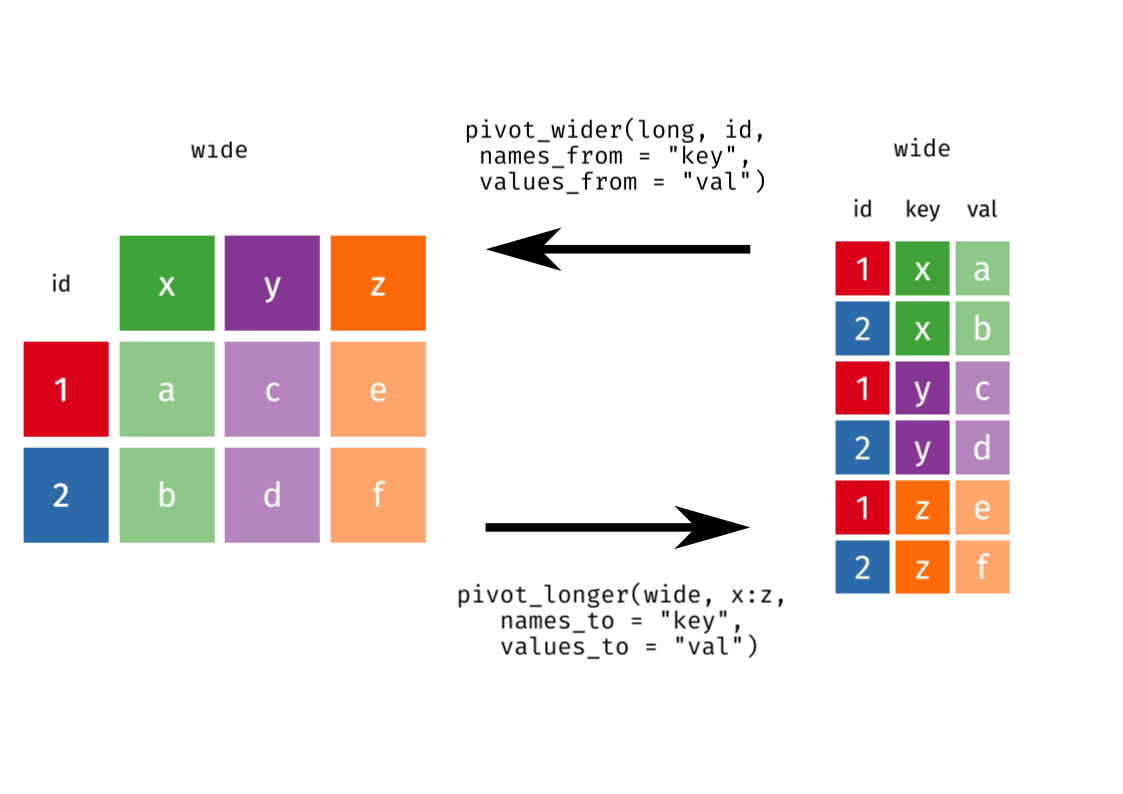 wide
id x y z
1 a c e
2 b d f
pivot_wider(long, id,
names_from = "key",
values_from = "val")
pivot_longer(wide, x:z,
names_to = "key",
values_to = "val")
wide
id key val
1 x a
2 x b
1 y c
2 y d
1 z e
2 z f